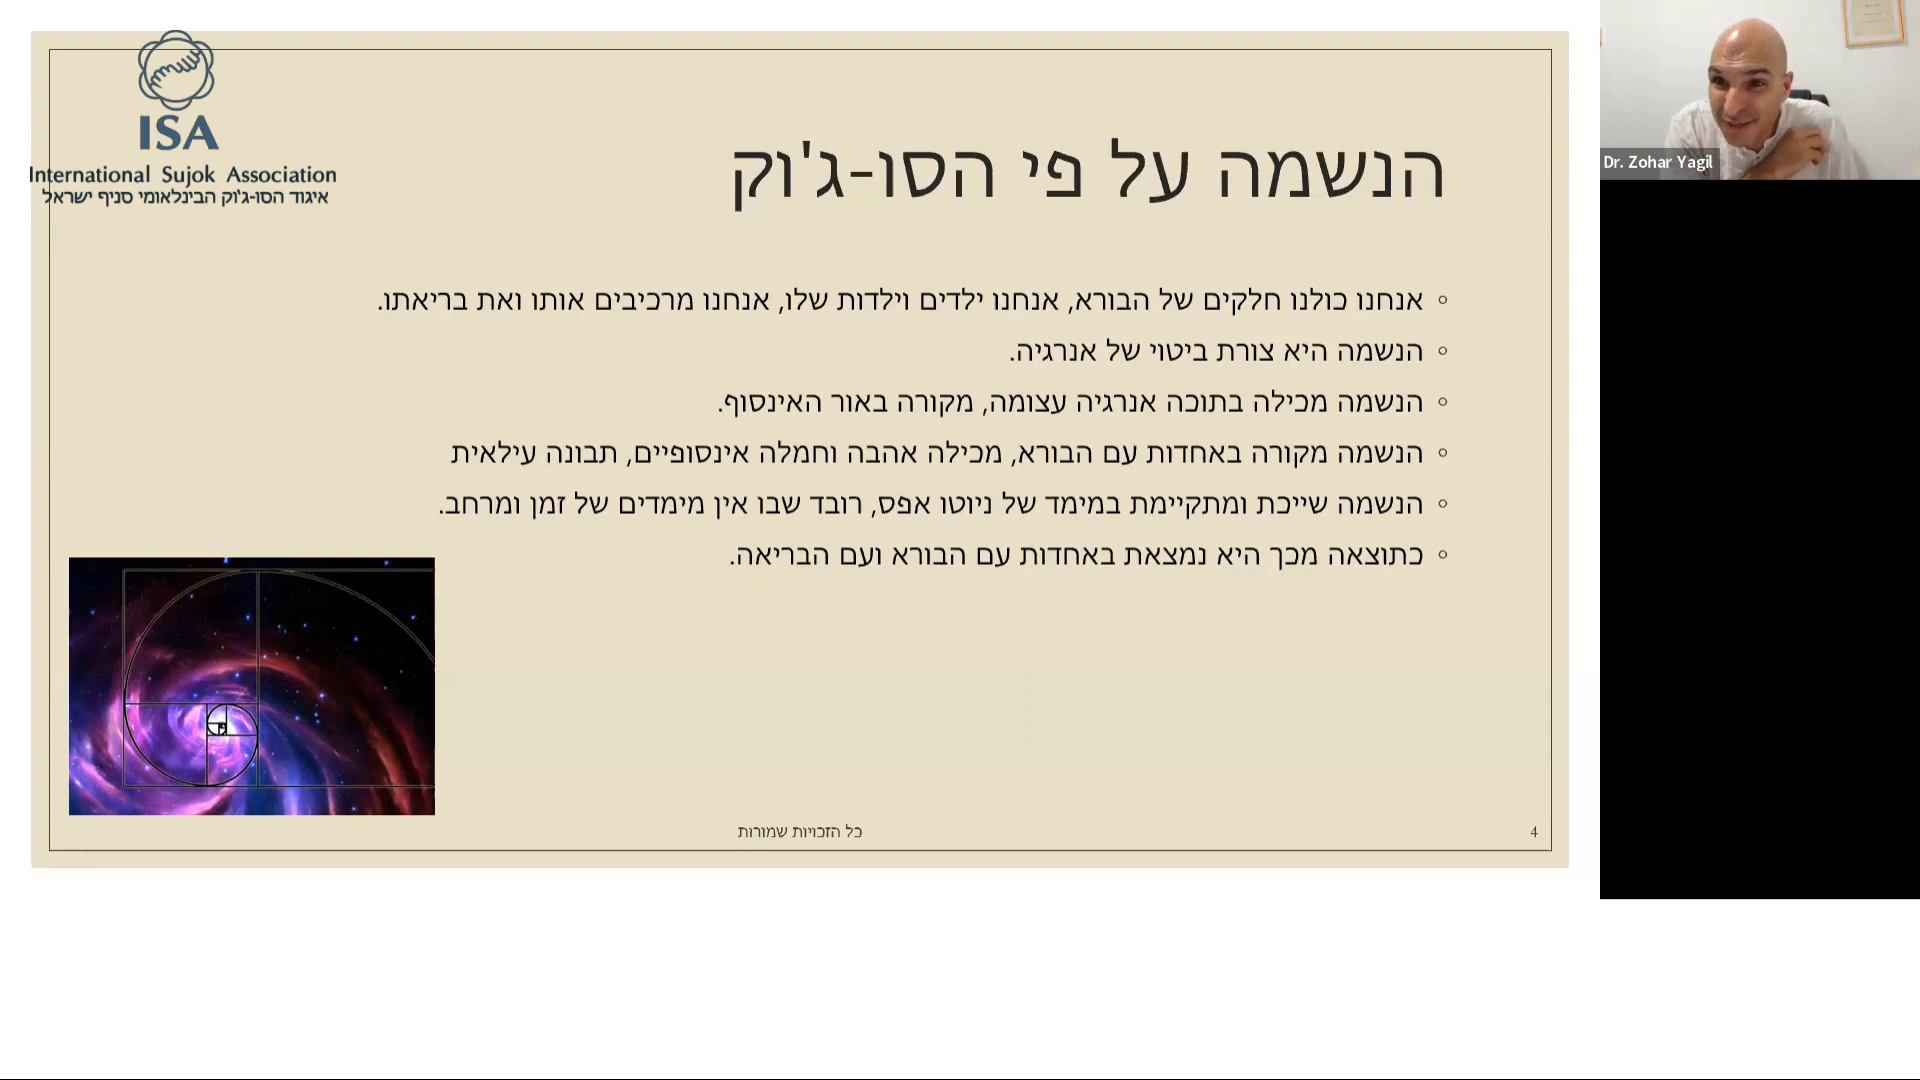 ISA
International Sujok Association
איגוד הסו-ג'וק הבינלאומי סניף ישראל
הנשמה על פי הסו-ג'וק
אנחנו כולנו חלקים של הבורא, אנחנו ילדים וילדות שלו, אנחנו מרכיבים אותו ואת בריאתו.
הנשמה היא צורת ביטוי של אנרגיה.
הנשמה מכילה בתוכה אנרגיה עצומה, מקורה באור האינסוף.
הנשמה מקורה באחדות עם הבורא, מכילה אהבה וחמלה אינסופיים, תבונה עילאית
הנשמה שייכת ומתקיימת במימד של ניוטו אפס, רובד שבו אין מימדים של זמן ומרחב.
כתוצאה מכך היא נמצאת באחדות עם הבורא ועם הבריאה.
כל הזכויות שמורות
4
Dr. Zohar Yagil